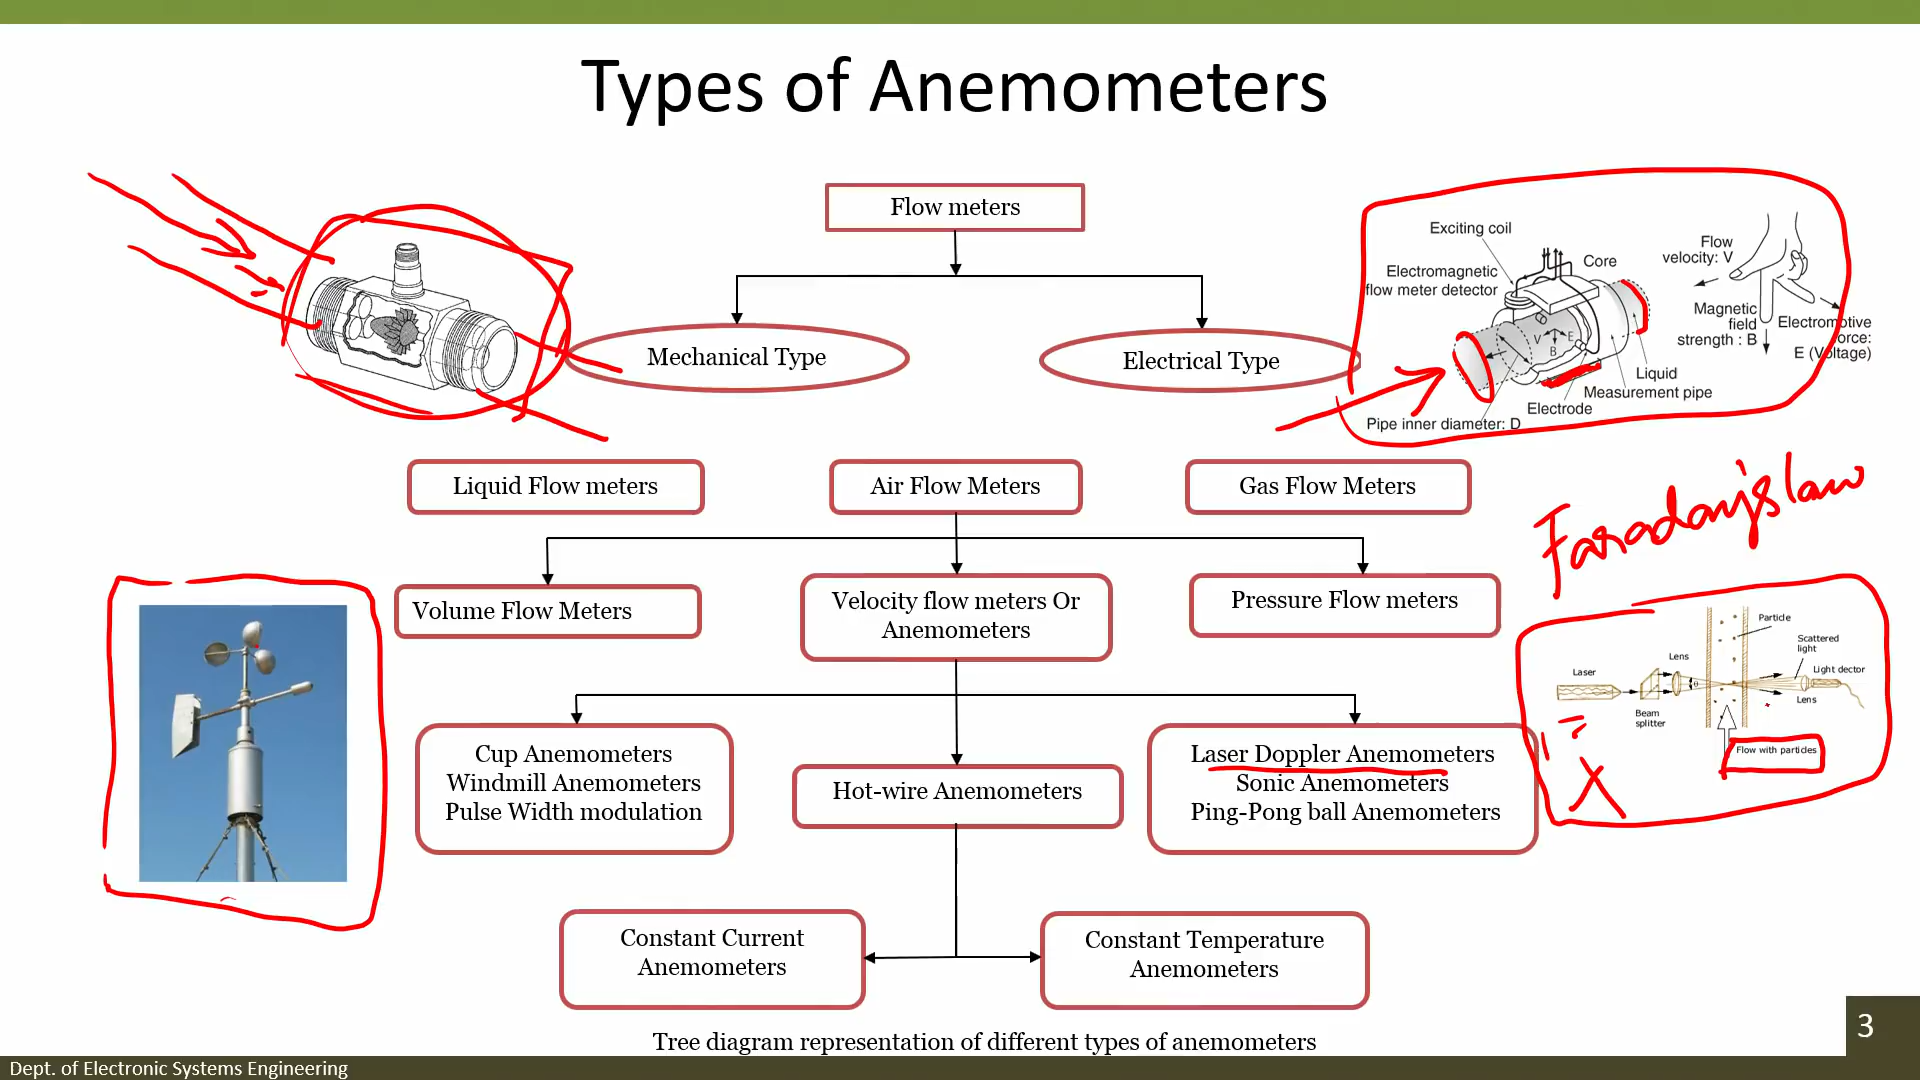 Types of Anemometers
Flow meters
Mechanical Type
Electrical Type
Exciting coil
Core
Electromagnetic
flow meter detector
Flow
velocity: V
Magnetic
field
strength : B
Electromotive
force:
E (Voltage)
V
E
B
Liquid
Measurement pipe
Electrode
Pipe inner diameter: D
Liquid Flow meters
Air Flow Meters
Gas Flow Meters
Faraday's law
Volume Flow Meters
Velocity flow meters Or
Anemometers
Pressure Flow meters
Particle
Scattered
light
Lens
Laser
Light dector
θ
Lens
Beam
splitter
Flow with particles
X
Cup Anemometers
Windmill Anemometers
Pulse Width modulation
Hot-wire Anemometers
Laser Doppler Anemometers
Sonic Anemometers
Ping-Pong ball Anemometers
Constant Current
Anemometers
Constant Temperature
Anemometers
Tree diagram representation of different types of anemometers
3
Dept. of Electronic Systems Engineering